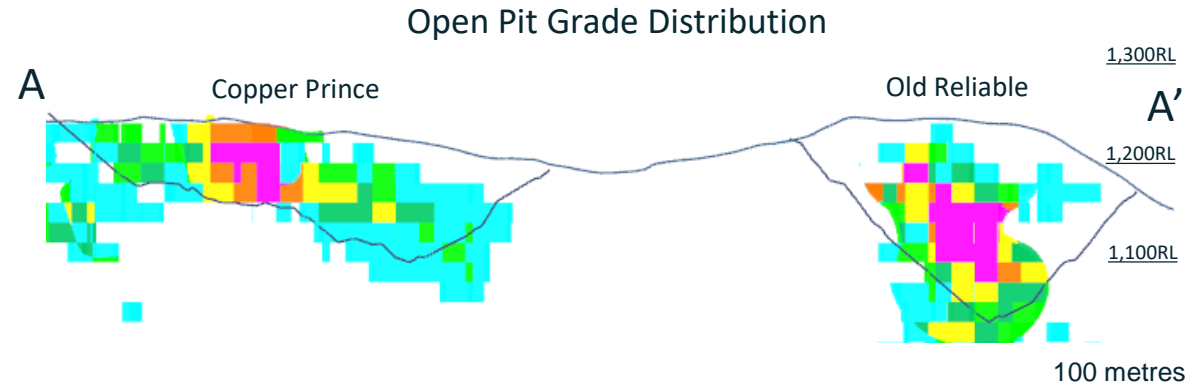 Open Pit Grade Distribution
1,300RL
A
Copper Prince
Old Reliable
A’
1,200RL
1,100RL
100 metres